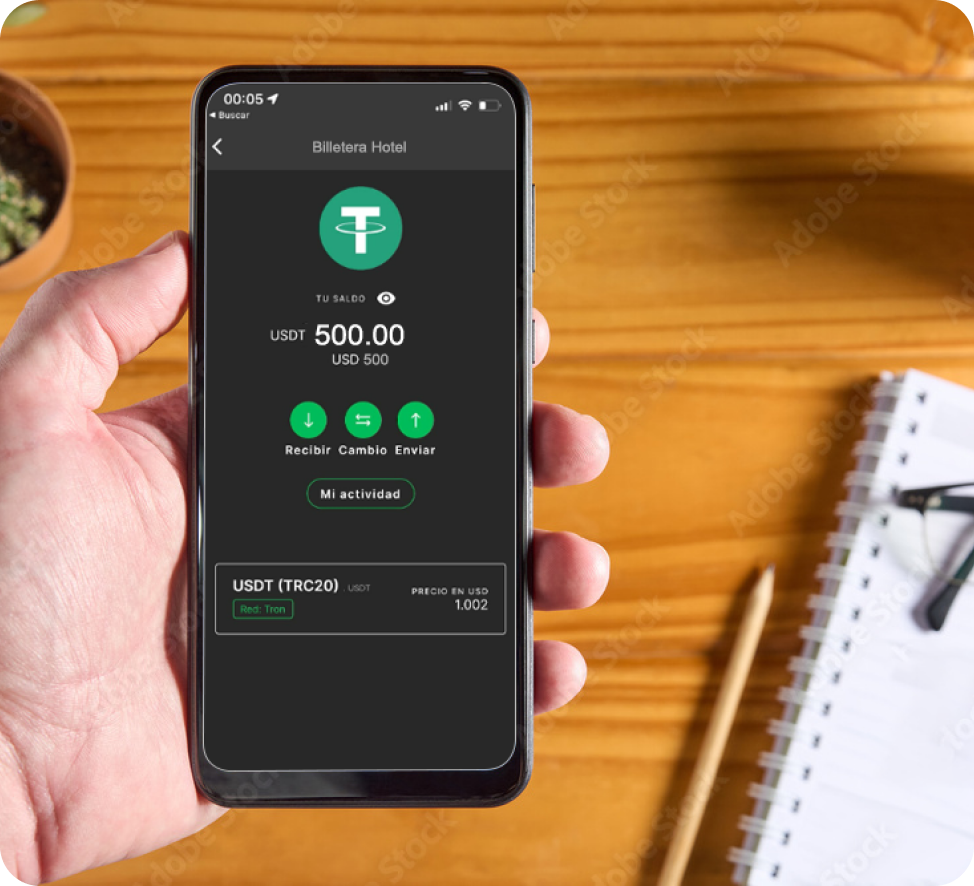 00:05
Buscar
Billetera Hotel
TU SALDO
USDT 500.00
USD 500
Recibir Cambio Enviar
Mi actividad
USDT (TRC20) USDT
PRECIO EN USD
Red: Tron
1.002
Adobe Stock